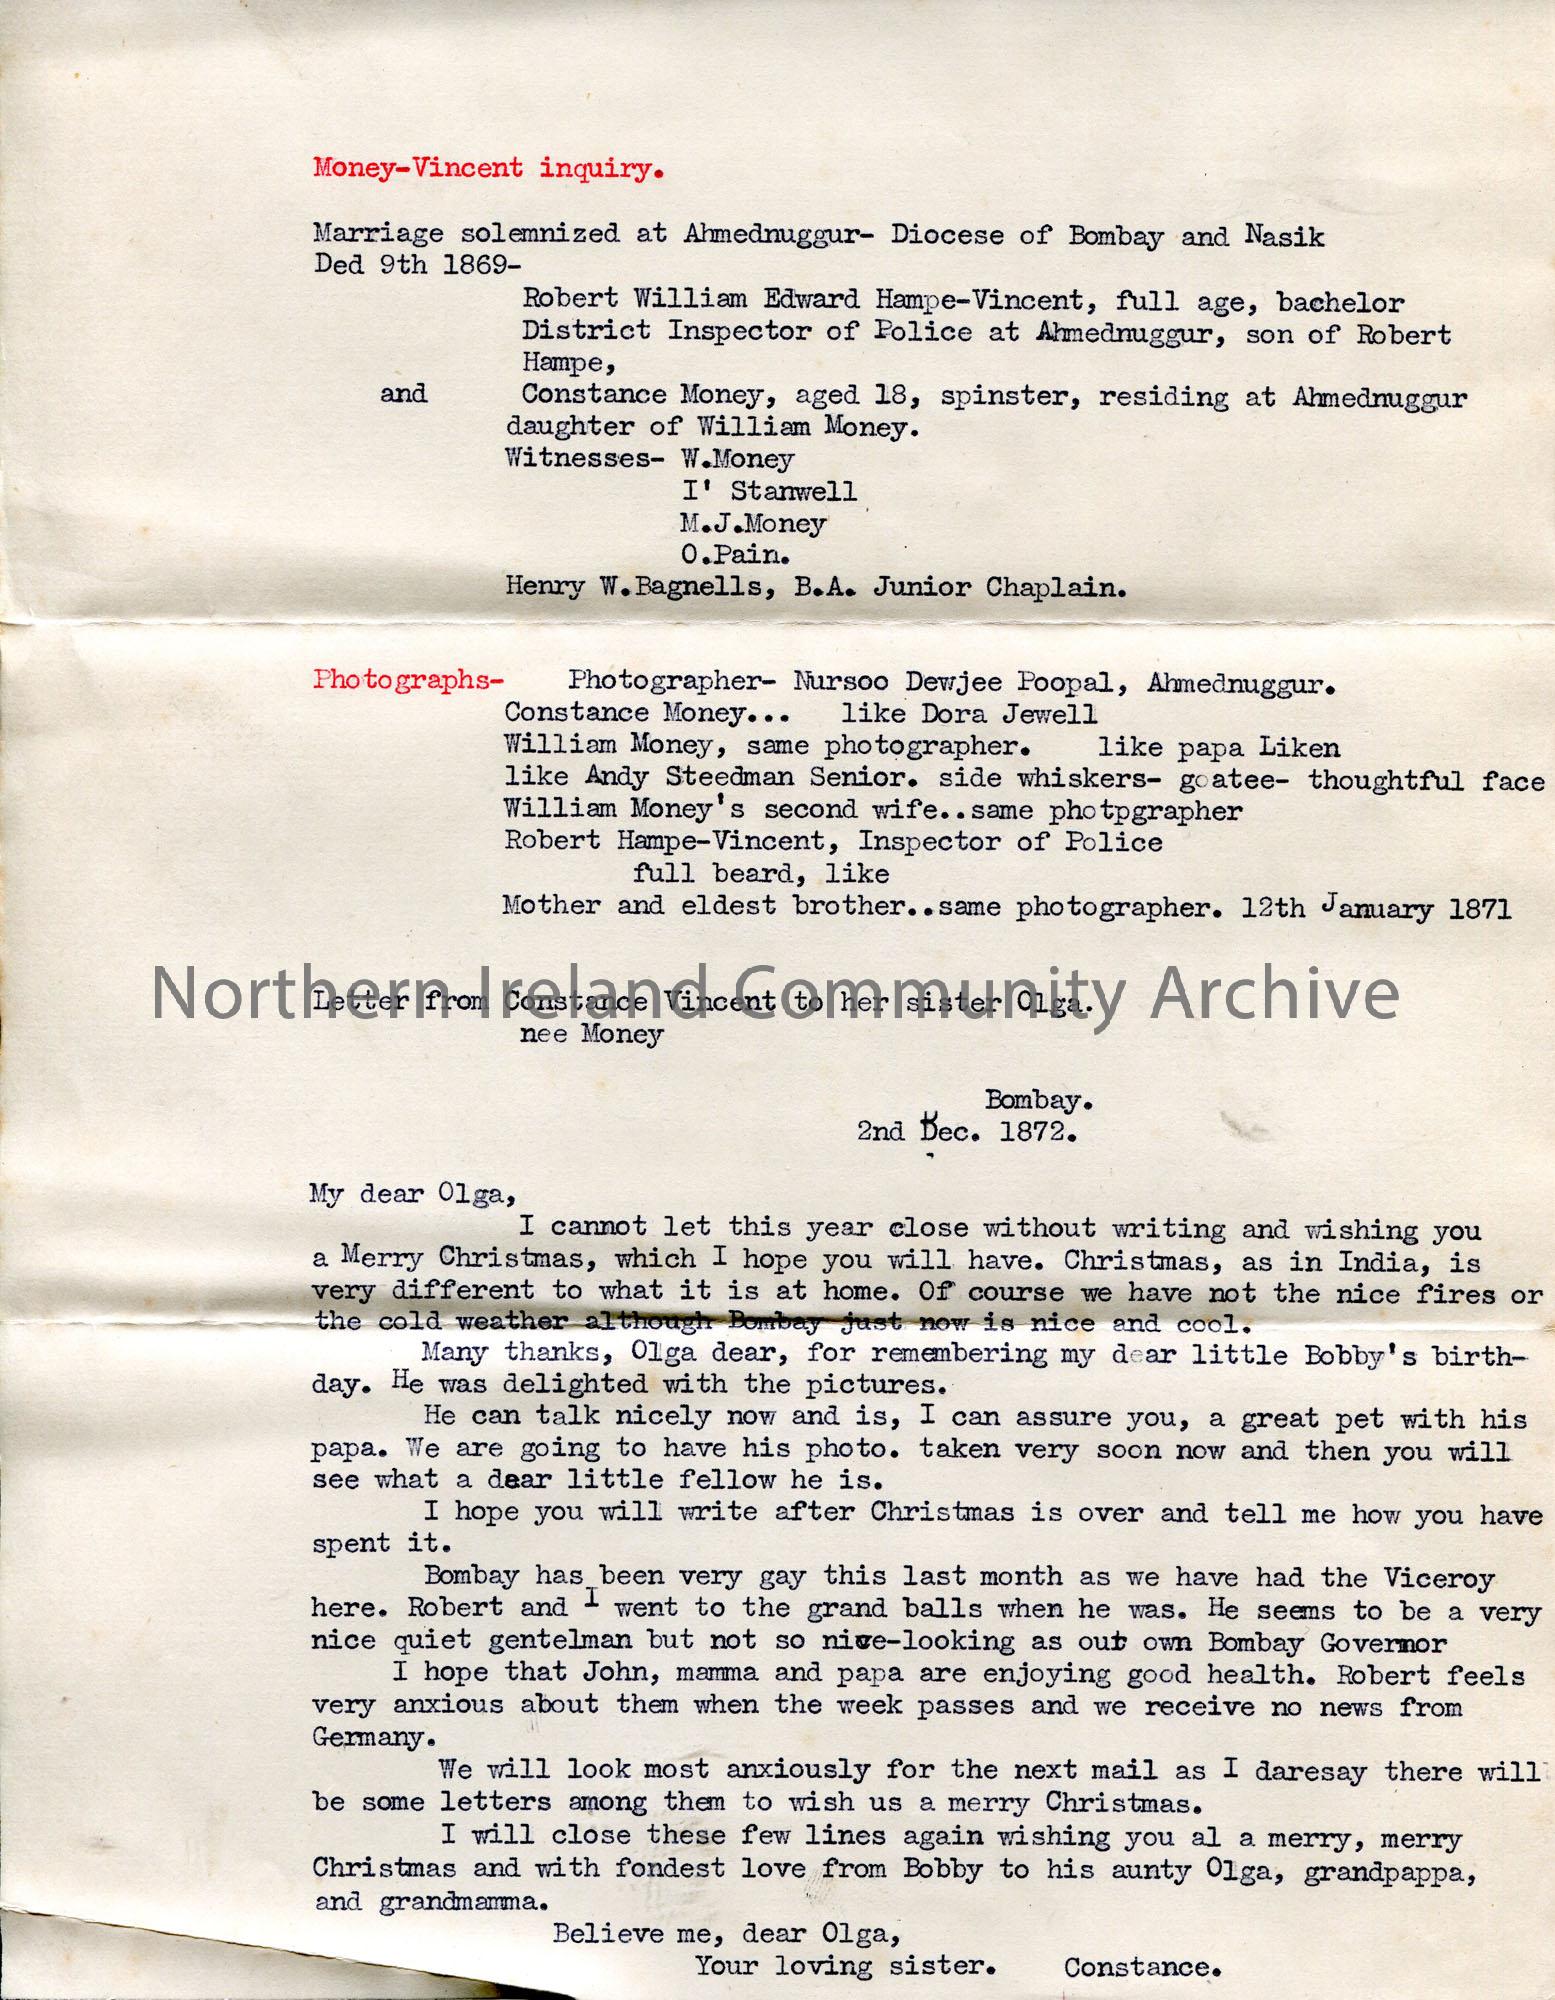 Money-Vincent inquiry.
Marriage solemnized at Ahmednuggur- Diocese of Bombay and Nasik
Ded 9th 1869-
Robert William Edward Hampe-Vincent, full age, bachelor
District Inspector of Police at Ahmednuggur, son of Robert
Hampe,
and Constance Money, aged 18, spinster, residing at Ahmednuggur
daughter of William Money.
Witnesses- W.Money
I' Stanwell
M.J.Money
O.Pain.
Henry W.Bagnells, B.A. Junior Chaplain.
Photographs- Photographer- Nursoo Dewjee Poopal, Ahmednuggur.
Constance Money... like Dora Jewell
William Money, same photographer. like papa Liken
like Andy Steedman Senior. side whiskers- goatee- thoughtful face
William Money's second wife..same photpgrapher
Robert Hampe-Vincent, Inspector of Police
full beard, like
Mother and eldest brother..same photographer. 12th January 1871
Northern Ireland Community Archive
Letter from Constance Vincent to her sister Olga.
nee Money
Bombay.
2nd Dec. 1872.
My dear Olga,
I cannot let this year close without writing and wishing you
a Merry Christmas, which I hope you will have. Christmas, as in India, is
very different to what it is at home. Of course we have not the nice fires or
the cold weather although Bombay just now is nice and cool.
Many thanks, Olga dear, for remembering my dear little Bobby's birth-
day. He was delighted with the pictures.
He can talk nicely now and is, I can assure you, a great pet with his
papa. We are going to have his photo. taken very soon now and then you will
see what a dear little fellow he is.
I hope you will write after Christmas is over and tell me how you have
spent it.
Bombay has been very gay this last month as we have had the Viceroy
here. Robert and I went to the grand balls when he was. He seems to be a very
nice quiet gentelman but not so nice-looking as our own Bombay Governor
I hope that John, mamma and papa are enjoying good health. Robert feels
very anxious about them when the week passes and we receive no news from
Germany.
We will look most anxiously for the next mail as I daresay there will
be some letters among them to wish us a merry Christmas.
I will close these few lines again wishing you al a merry, merry
Christmas and with fondest love from Bobby to his aunty Olga, grandpappa,
and grandmamma.
Believe me, dear Olga,
Your loving sister. Constance.